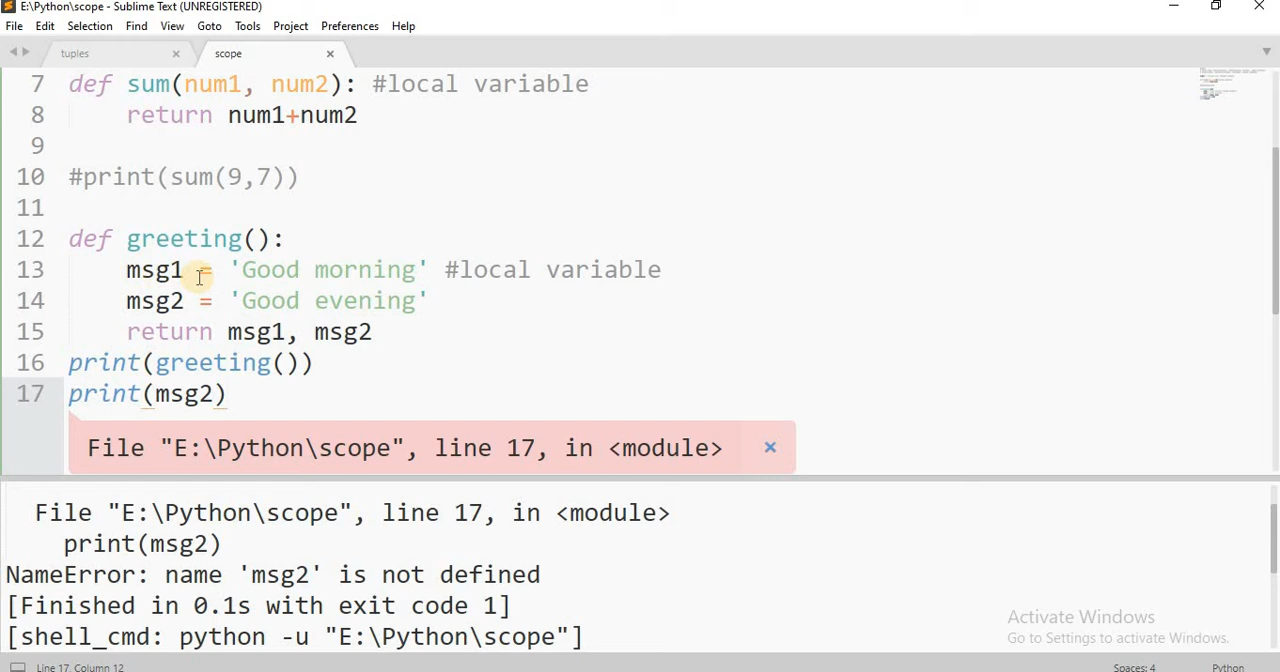 E:\Python\scope - Sublime Text (UNREGISTERED)
File Edit Selection Find View Goto Tools Project Preferences Help
tuples × scope ×
7 def sum(num1, num2): #local variable
8 return num1+num2
9
10 #print(sum(9,7))
11
12 def greeting():
13 msg1 = 'Good morning' #local variable
14 msg2 = 'Good evening'
15 return msg1, msg2
16 print(greeting())
17 print(msg2)
File "E:\Python\scope", line 17, in <module> ×
File "E:\Python\scope", line 17, in <module>
print(msg2)
NameError: name 'msg2' is not defined
[Finished in 0.1s with exit code 1]
[shell_cmd: python -u "E:\Python\scope"]
Activate Windows
Go to Settings to activate Windows.
Line 17, Column 12 Spaces: 4 Python